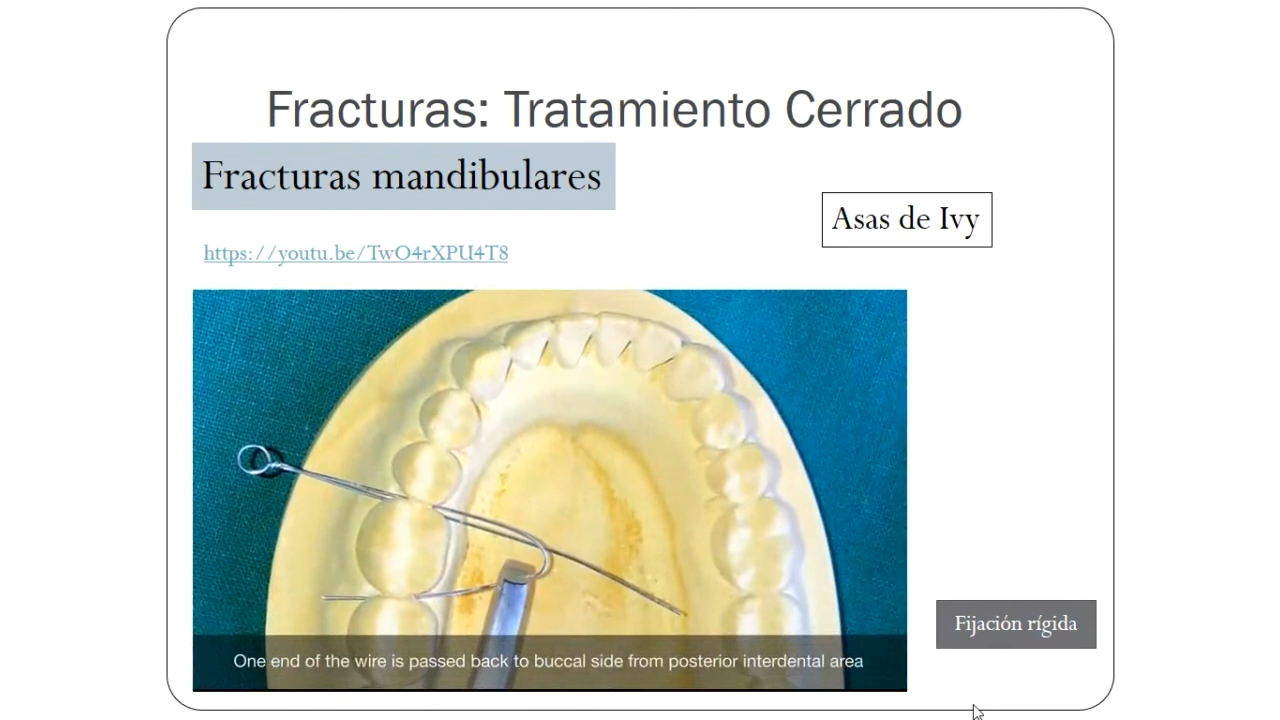 Fracturas: Tratamiento Cerrado
Fracturas mandibulares
Asas de Ivy
https://youtu.be/TwO4rXPU4T8
One end of the wire is passed back to buccal side from posterior interdental area
Fijación rígida